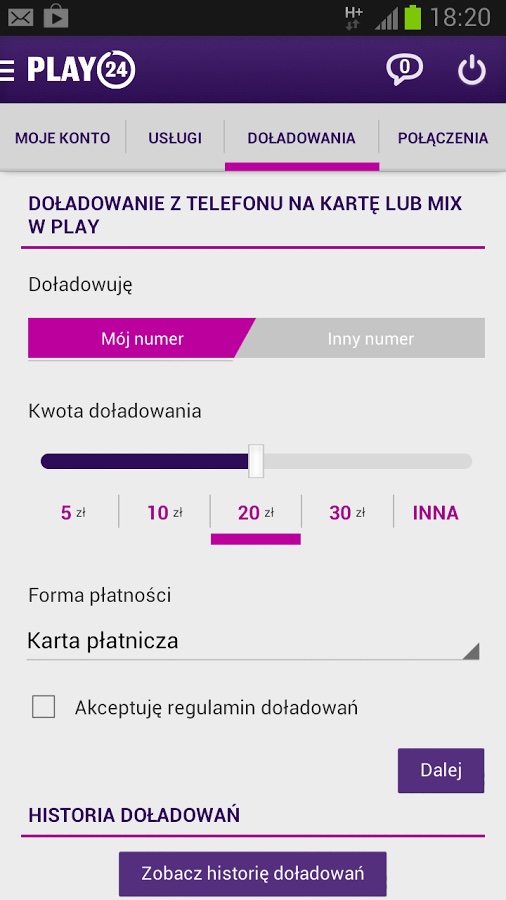 H+ 18:20
PLAY 24 0
MOJE KONTO USŁUGI DOŁADOWANIA POŁĄCZENIA
DOŁADOWANIE Z TELEFONU NA KARTĘ LUB MIX
W PLAY
Doładowuję
Mój numer Inny numer
Kwota doładowania
5 zł 10 zł 20 zł 30 zł INNA
Forma płatności
Karta płatnicza
Akceptuję regulamin doładowań
Dalej
HISTORIA DOŁADOWAŃ
Zobacz historię doładowań